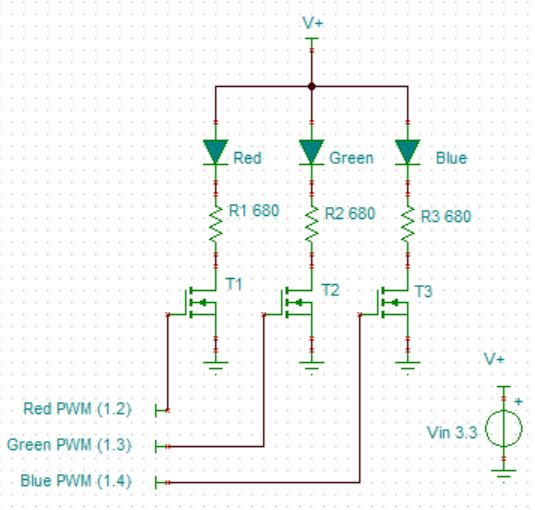 V+
Red
Green
Blue
R1 680
R2 680
R3 680
T1
T2
T3
V+
Red PWM (1.2)
+
Green PWM (1.3)
Vin 3.3
Blue PWM (1.4)